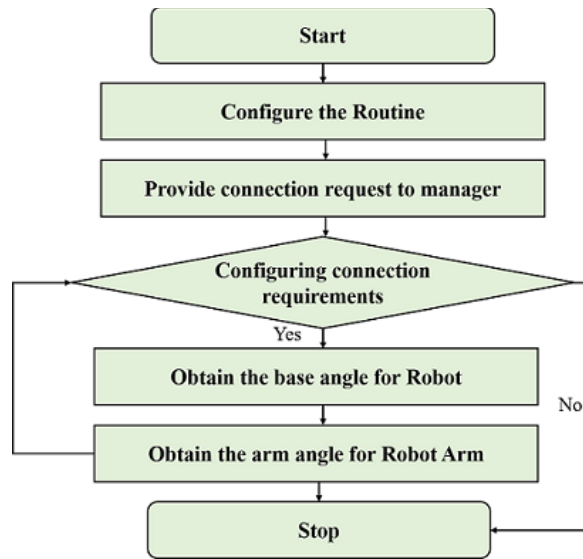 Start
Configure the Routine
Provide connection request to manager
Configuring connection
requirements
Yes
Obtain the base angle for Robot
No
Obtain the arm angle for Robot Arm
Stop